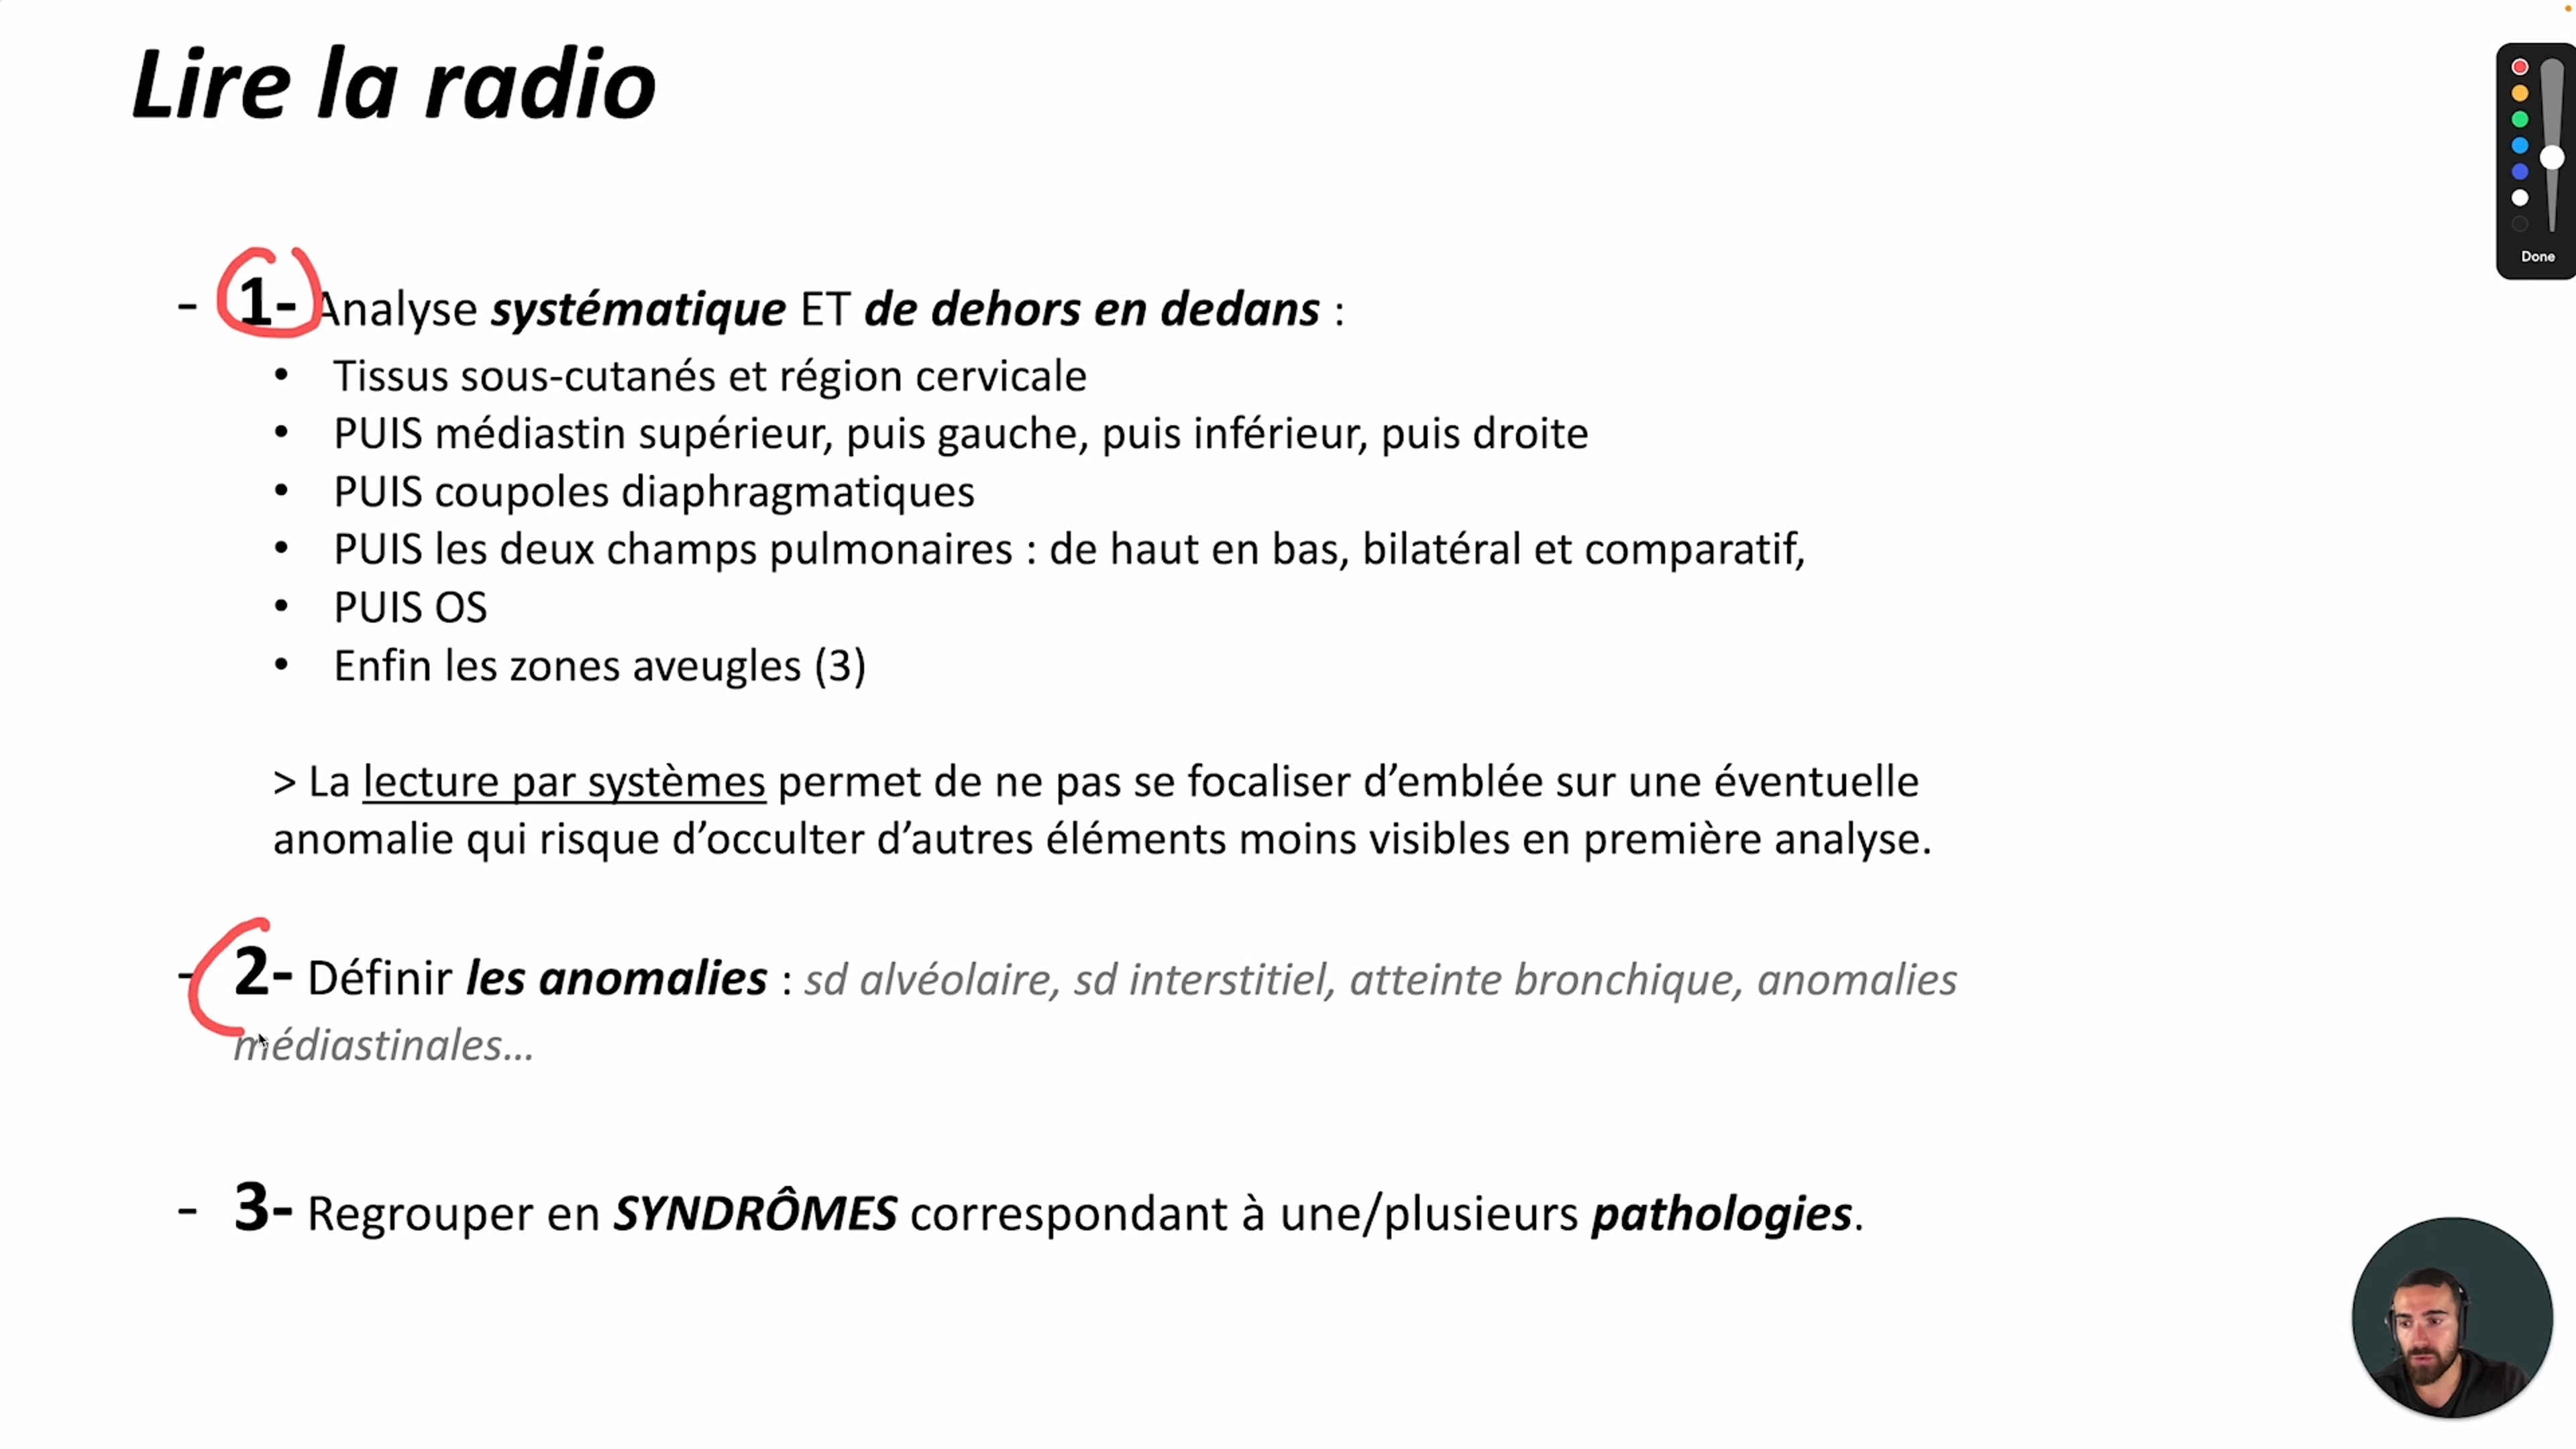 Lire la radio
Done
- 1- Analyse systématique ET de dehors en dedans :
• Tissus sous-cutanés et région cervicale
• PUIS médiastin supérieur, puis gauche, puis inférieur, puis droite
• PUIS coupoles diaphragmatiques
• PUIS les deux champs pulmonaires : de haut en bas, bilatéral et comparatif,
• PUIS OS
• Enfin les zones aveugles (3)
> La lecture par systèmes permet de ne pas se focaliser d’emblée sur une éventuelle
anomalie qui risque d’occulter d’autres éléments moins visibles en première analyse.
- 2- Définir les anomalies : sd alvéolaire, sd interstitiel, atteinte bronchique, anomalies
médiastinales…
- 3- Regrouper en SYNDRÔMES correspondant à une/plusieurs pathologies.